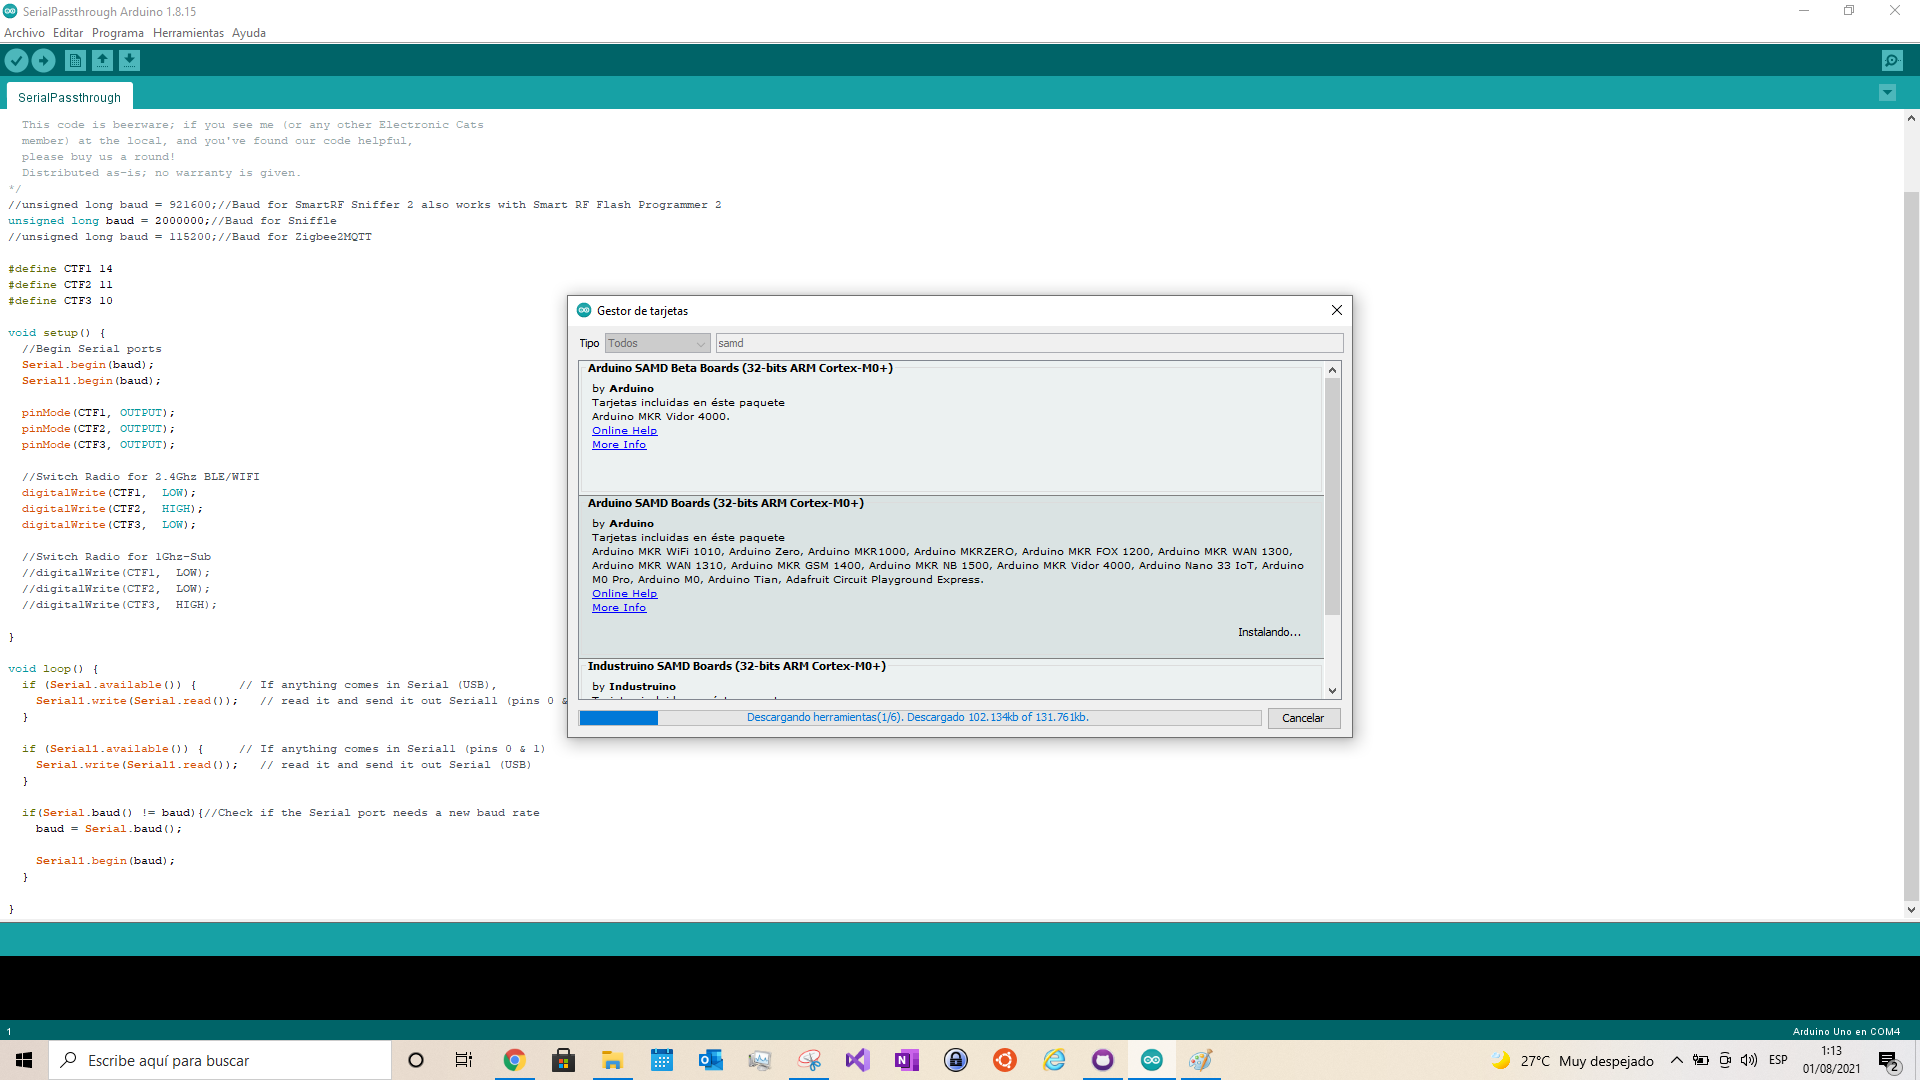 SerialPassthrough Arduino 1.8.15
Archivo Editar Programa Herramientas Ayuda
SerialPassthrough
This code is beerware; if you see me (or any other Electronic Cats
member) at the local, and you've found our code helpful,
please buy us a round!
Distributed as-is; no warranty is given.
*/
//unsigned long baud = 921600;//Baud for SmartRF Sniffer 2 also works with Smart RF Flash Programmer 2
unsigned long baud = 2000000;//Baud for Sniffle
//unsigned long baud = 115200;//Baud for Zigbee2MQTT
#define CTF1 14
#define CTF2 11
#define CTF3 10
void setup() {
//Begin Serial ports
Serial.begin(baud);
Serial1.begin(baud);
pinMode(CTF1, OUTPUT);
pinMode(CTF2, OUTPUT);
pinMode(CTF3, OUTPUT);
//Switch Radio for 2.4Ghz BLE/WIFI
digitalWrite(CTF1,  LOW);
digitalWrite(CTF2,  HIGH);
digitalWrite(CTF3,  LOW);
//Switch Radio for 1Ghz-Sub
//digitalWrite(CTF1,  LOW);
//digitalWrite(CTF2,  LOW);
//digitalWrite(CTF3,  HIGH);
}
void loop() {
if (Serial.available()) {      // If anything comes in Serial (USB),
Serial1.write(Serial.read());   // read it and send it out Serial1 (pins 0 &
}
if (Serial1.available()) {     // If anything comes in Serial1 (pins 0 & 1)
Serial.write(Serial1.read());   // read it and send it out Serial (USB)
}
if(Serial.baud() != baud){//Check if the Serial port needs a new baud rate
baud = Serial.baud();
Serial1.begin(baud);
}
}
Gestor de tarjetas
Tipo Todos samd
Arduino SAMD Beta Boards (32-bits ARM Cortex-M0+)
by Arduino
Tarjetas incluidas en éste paquete
Arduino MKR Vidor 4000.
Online Help
More Info
Arduino SAMD Boards (32-bits ARM Cortex-M0+)
by Arduino
Tarjetas incluidas en éste paquete
Arduino MKR WiFi 1010, Arduino Zero, Arduino MKR1000, Arduino MKRZERO, Arduino MKR FOX 1200, Arduino MKR WAN 1300,
Arduino MKR WAN 1310, Arduino MKR GSM 1400, Arduino MKR NB 1500, Arduino MKR Vidor 4000, Arduino Nano 33 IoT, Arduino
M0 Pro, Arduino M0, Arduino Tian, Adafruit Circuit Playground Express.
Online Help
More Info
Instalando...
Industruino SAMD Boards (32-bits ARM Cortex-M0+)
by Industruino
Descargando herramientas(1/6). Descargado 102.134kb of 131.761kb.
Cancelar
1
Arduino Uno en COM4
Escribe aquí para buscar
27°C Muy despejado
ESP
1:13
01/08/2021
2